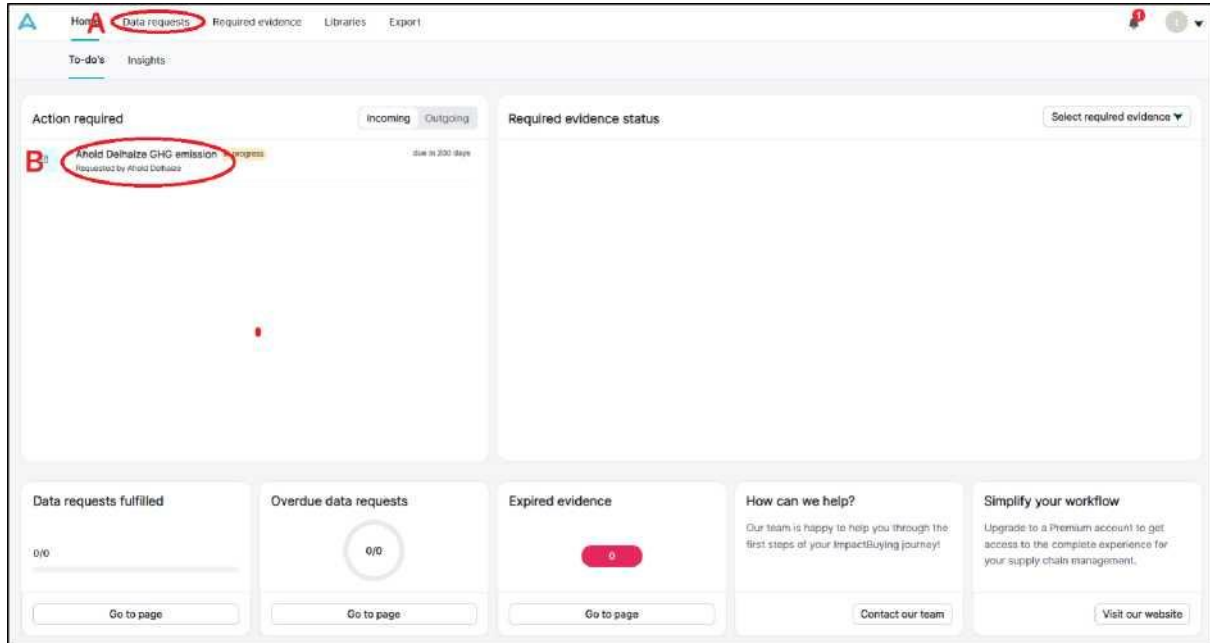 Home A Data requests Required evidence Libraries Export 1
To-do's Insights
Action required Incoming Outgoing
B Ahold Delhaize GHG emission In progress due in 200 days
Requested by Ahold Delhaize
Required evidence status Select required evidence
Data requests fulfilled
0/0
Go to page
Overdue data requests
0/0
Go to page
Expired evidence
0
Go to page
How can we help?
Our team is happy to help you through the
first steps of your ImpactBuying journey!
Contact our team
Simplify your workflow
Upgrade to a Premium account to get
access to the complete experience for
your supply chain management.
Visit our website